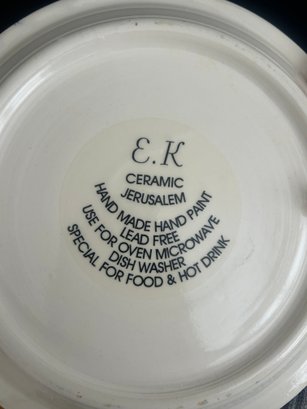 E.K
CERAMIC
JERUSALEM
HAND MADE HAND PAINT
LEAD FREE
USE FOR OVEN MICROWAVE
DISH WASHER
SPECIAL FOR FOOD & HOT DRINK